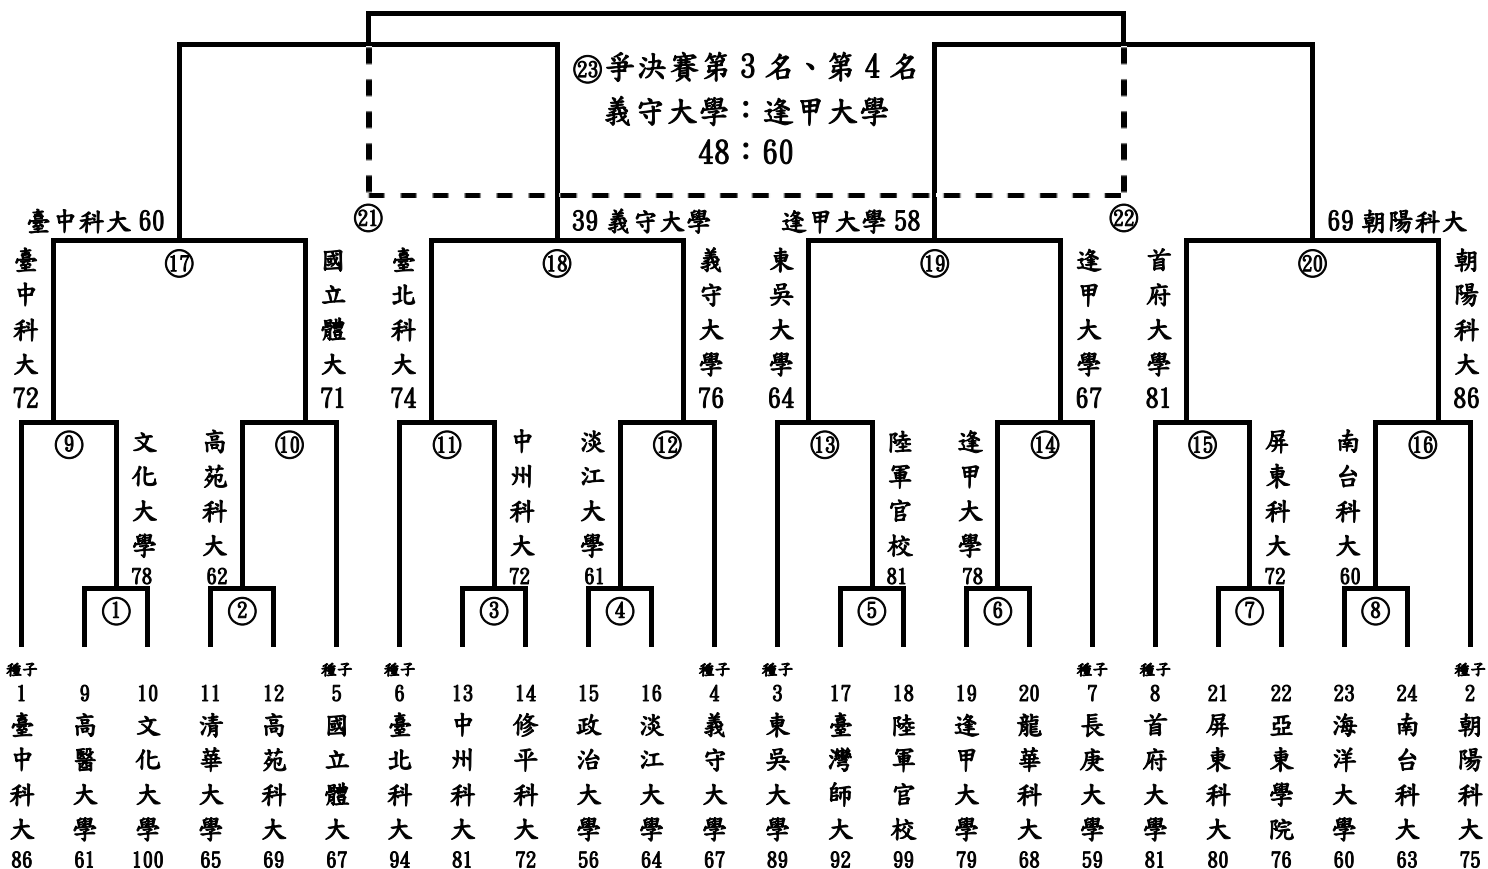 ㉓爭決賽第3名、第4名
義守大學：逢甲大學
48：60
臺中科大 60
㉑
39 義守大學
逢甲大學 58
㉒
69 朝陽科大
⑰
⑱
⑲
⑳
臺中科大 72
國立體大 71
臺北科大 74
義守大學 76
東吳大學 64
逢甲大學 67
首府大學 81
朝陽科大 86
⑨
⑩
⑪
⑫
⑬
⑭
⑮
⑯
文化大學 78
高苑科大 62
中州科大 72
淡江大學 61
陸軍官校 81
逢甲大學 78
屏東科大 72
南台科大 60
①
②
③
④
⑤
⑥
⑦
⑧
種子 1 臺中科大 86
9 高醫大學 61
10 文化大學 100
11 清華大學 65
12 高苑科大 69
種子 5 國立體大 67
種子 6 臺北科大 94
13 中州科大 81
14 修平科大 72
15 政治大學 56
16 淡江大學 64
種子 4 義守大學 67
種子 3 東吳大學 89
17 臺灣師大 92
18 陸軍官校 99
19 逢甲大學 79
20 龍華科大 68
種子 7 長庚大學 59
種子 8 首府大學 81
21 屏東科大 80
22 亞東學院 76
23 海洋大學 60
24 南台科大 63
種子 2 朝陽科大 75